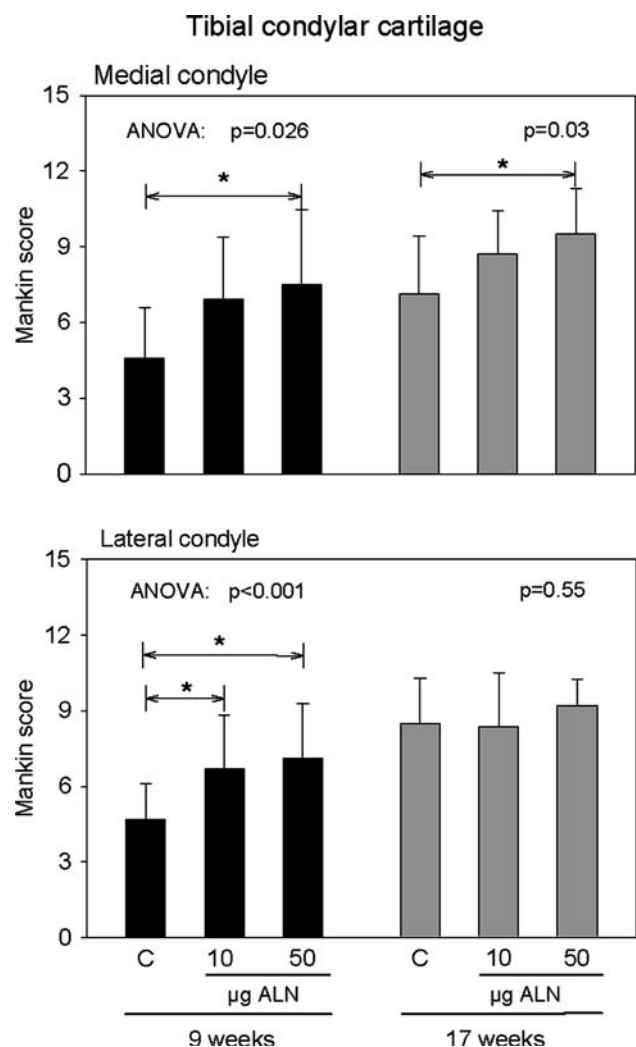 Tibial condylar cartilage
Medial condyle
15
ANOVA: p=0.026 p=0.03
12
* *
9
6
3
0
Mankin score
Lateral condyle
15
ANOVA: p<0.001 p=0.55
12
*
*
9
6
3
0
Mankin score
C 10 50 C 10 50
µg ALN µg ALN
9 weeks 17 weeks